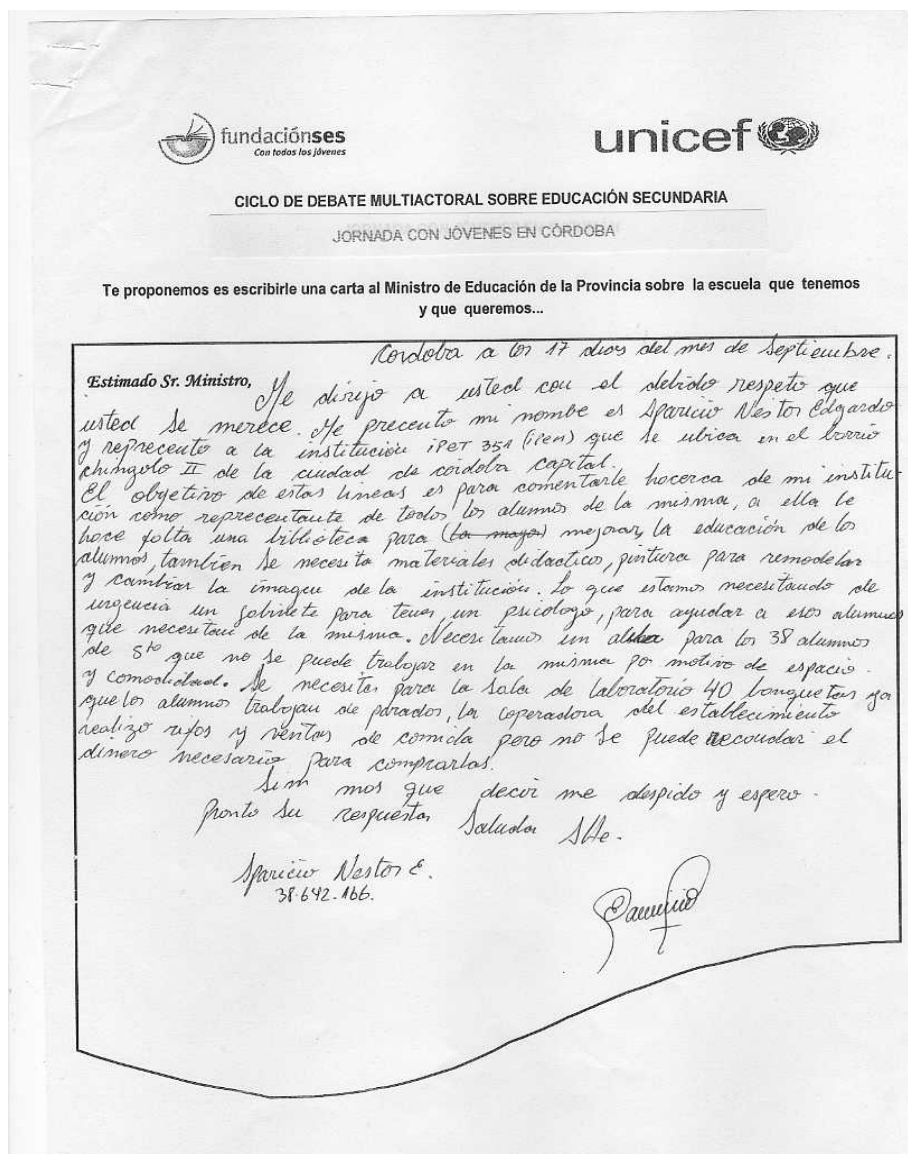 fundaciónses
Con todos los jóvenes
unicef
CICLO DE DEBATE MULTIACTORAL SOBRE EDUCACIÓN SECUNDARIA
JORNADA CON JÓVENES EN CÓRDOBA
Te proponemos es escribirle una carta al Ministro de Educación de la Provincia sobre la escuela que tenemos
y que queremos...
Cordoba a los 17 dias del mes de Septiembre.
Estimado Sr. Ministro,
Me dirijo a usted con el debido respeto que
usted se merece. Me precento mi nombre es Aparicio Nestor Edgardo
y reprecento a la institución iPET 351 (ipem) que se ubica en el barrio
chingolo II de la ciudad de córdoba capital.
El objetivo de estas lineas es para comentarle hacerca de mi institu-
ción como reprecentante de todos los alumnos de la misma, a ella le
hace falta una biblioteca para (la mayor) mejorar, la educación de los
alumnos, tambien se necesita materiales didacticos, pintura para remodelar
y cambiar la imagen de la institución. Lo que estamos necesitando de
urgencia un gabinete para tener un psicologo, para ayudar a esos alumnos
que necesitan de la misma. Necesitamos un para los 38 alumnos
de 5to que no se puede trabajar en la misma por motivo de espacio
y comodidad. Se necesitan para la sala de laboratorio 40 banquetas ya
que los alumnos trabajan de parados, la coperadora del establecimiento
realizo rifas y ventas de comida pero no se puede recaudar el
dinero necesario para comprarlas.
Sin mas que decir me despido y espero
pronto su respuesta Saluda Atte.
Aparicio Nestor E.
38.642.166.